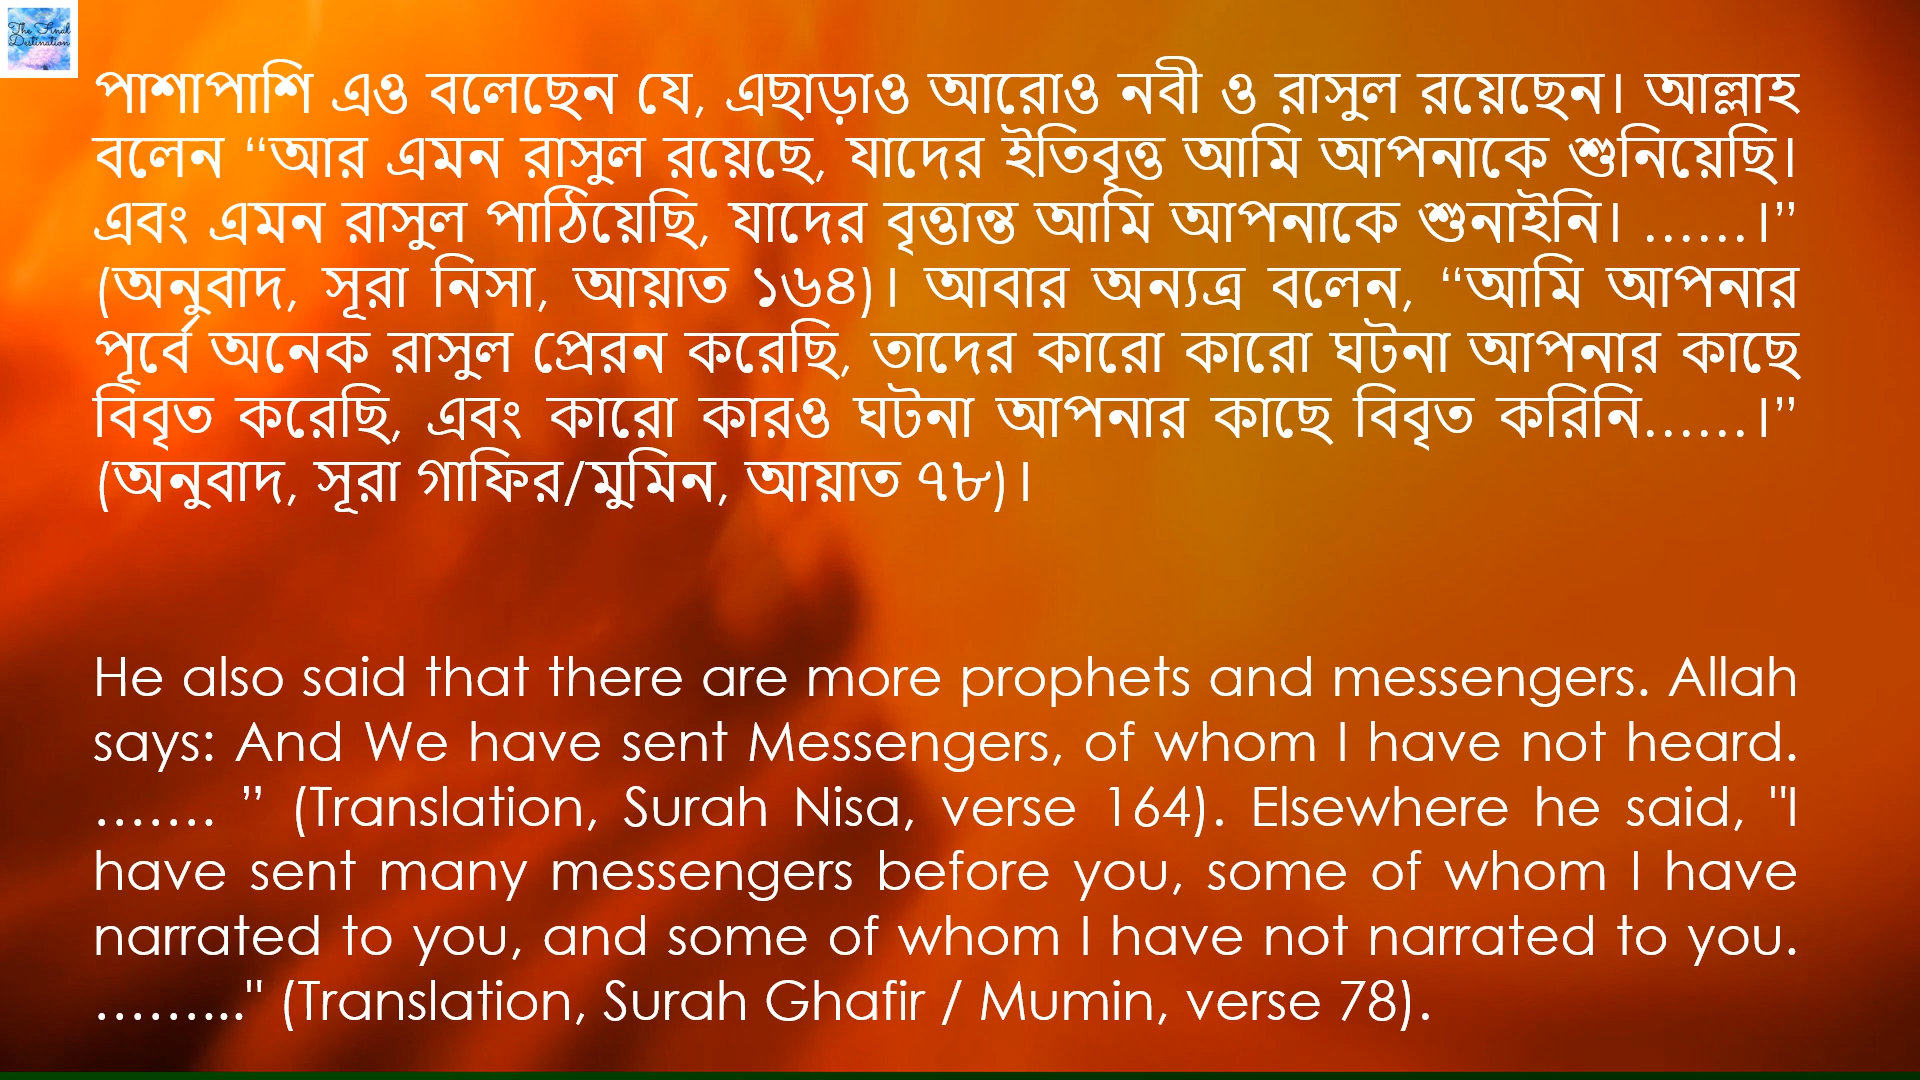 The Final
Destination
পাশাপাশি এও বলেছেন যে, এছাড়াও আরোও নবী ও রাসুল রয়েছেন। আল্লাহ
বলেন “আর এমন রাসুল রয়েছে, যাদের ইতিবৃত্ত আমি আপনাকে শুনিয়েছি।
এবং এমন রাসুল পাঠিয়েছি, যাদের বৃত্তান্ত আমি আপনাকে শুনাইনি। ……।”
(অনুবাদ, সূরা নিসা, আয়াত ১৬৪)। আবার অন্যত্র বলেন, “আমি আপনার
পূর্বে অনেক রাসুল প্রেরন করেছি, তাদের কারো কারো ঘটনা আপনার কাছে
বিবৃত করেছি, এবং কারো কারও ঘটনা আপনার কাছে বিবৃত করিনি……।”
(অনুবাদ, সূরা গাফির/মুমিন, আয়াত ৭৮)।
He also said that there are more prophets and messengers. Allah
says: And We have sent Messengers, of whom I have not heard.
……. ” (Translation, Surah Nisa, verse 164). Elsewhere he said, "I
have sent many messengers before you, some of whom I have
narrated to you, and some of whom I have not narrated to you.
………..." (Translation, Surah Ghafir / Mumin, verse 78).